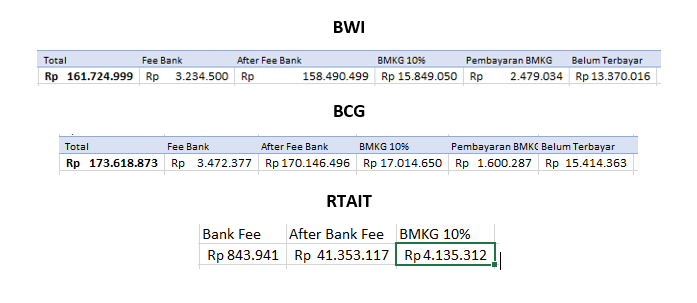 BWI
Total Fee Bank After Fee Bank BMKG 10% Pembayaran BMKG Belum Terbayar
Rp 161.724.999 Rp 3.234.500 Rp 158.490.499 Rp 15.849.050 Rp 2.479.034 Rp 13.370.016
BCG
Total Fee Bank After Fee Bank BMKG 10% Pembayaran BMKG Belum Terbayar
Rp 173.618.873 Rp 3.472.377 Rp 170.146.496 Rp 17.014.650 Rp 1.600.287 Rp 15.414.363
RTAIT
Bank Fee After Bank Fee BMKG 10%
Rp 843.941 Rp 41.353.117 Rp 4.135.312